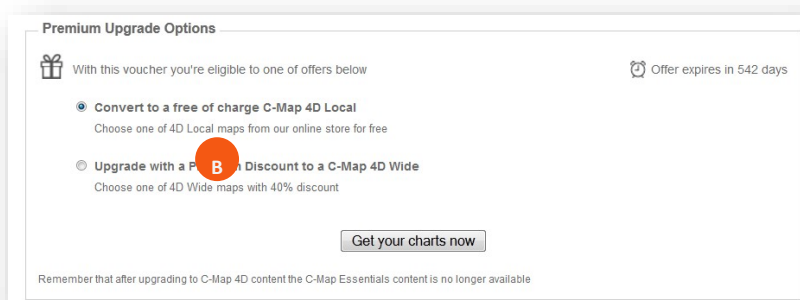 Premium Upgrade Options
With this voucher you're eligible to one of offers below
Offer expires in 542 days
Convert to a free of charge C-Map 4D Local
Choose one of 4D Local maps from our online store for free
Upgrade with a Discount to a C-Map 4D Wide
B
Choose one of 4D Wide maps with 40% discount
Get your charts now
Remember that after upgrading to C-Map 4D content the C-Map Essentials content is no longer available